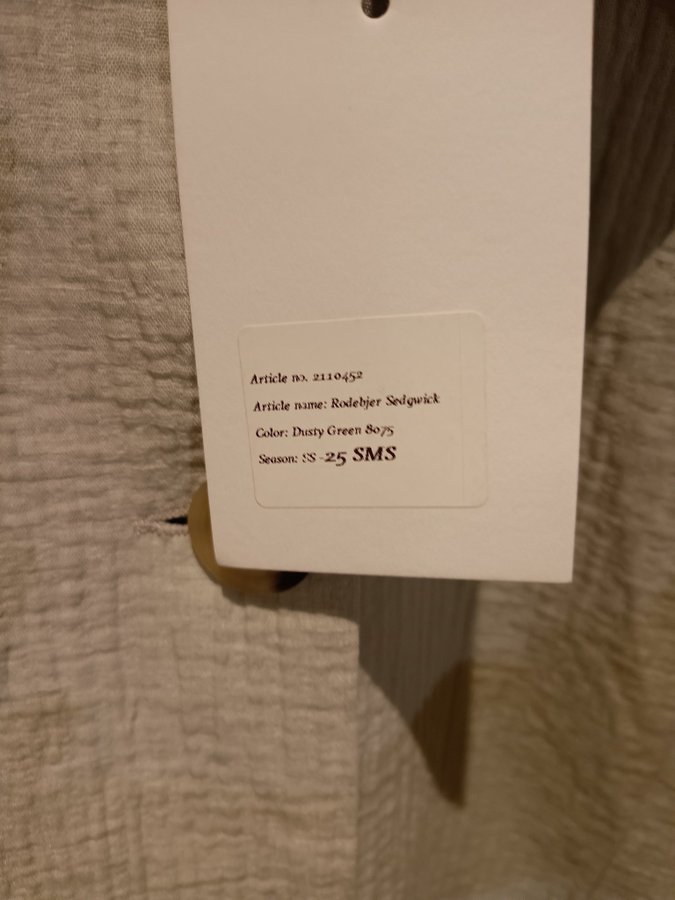 Article no. 2110452
Article name: Rodebjer Sedgwick
Color: Dusty Green 8075
Season: SS -25 SMS